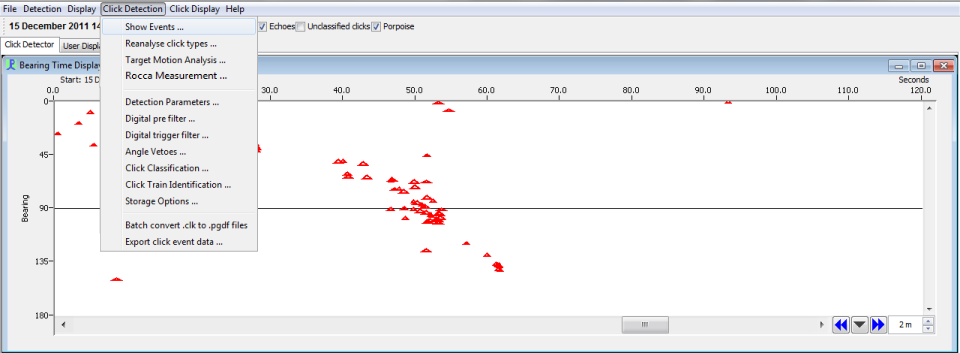 File Detection Display Click Detection Click Display Help
15 December 2011 14 Echoes Unclassified clicks Porpoise
Click Detector User Displa
Bearing Time Display
Start: 15 D Seconds
0.0 30.0 40.0 50.0 60.0 70.0 80.0 90.0 100.0 110.0 120.0
Show Events ...
Reanalyse click types ...
Target Motion Analysis ...
Rocca Measurement ...
Detection Parameters ...
Digital pre filter ...
Digital trigger filter ...
Angle Vetoes ...
Click Classification ...
Click Train Identification ...
Storage Options ...
Batch convert .clk to .pgdf files
Export click event data ...
0
45
90
135
180
Bearing
2 m